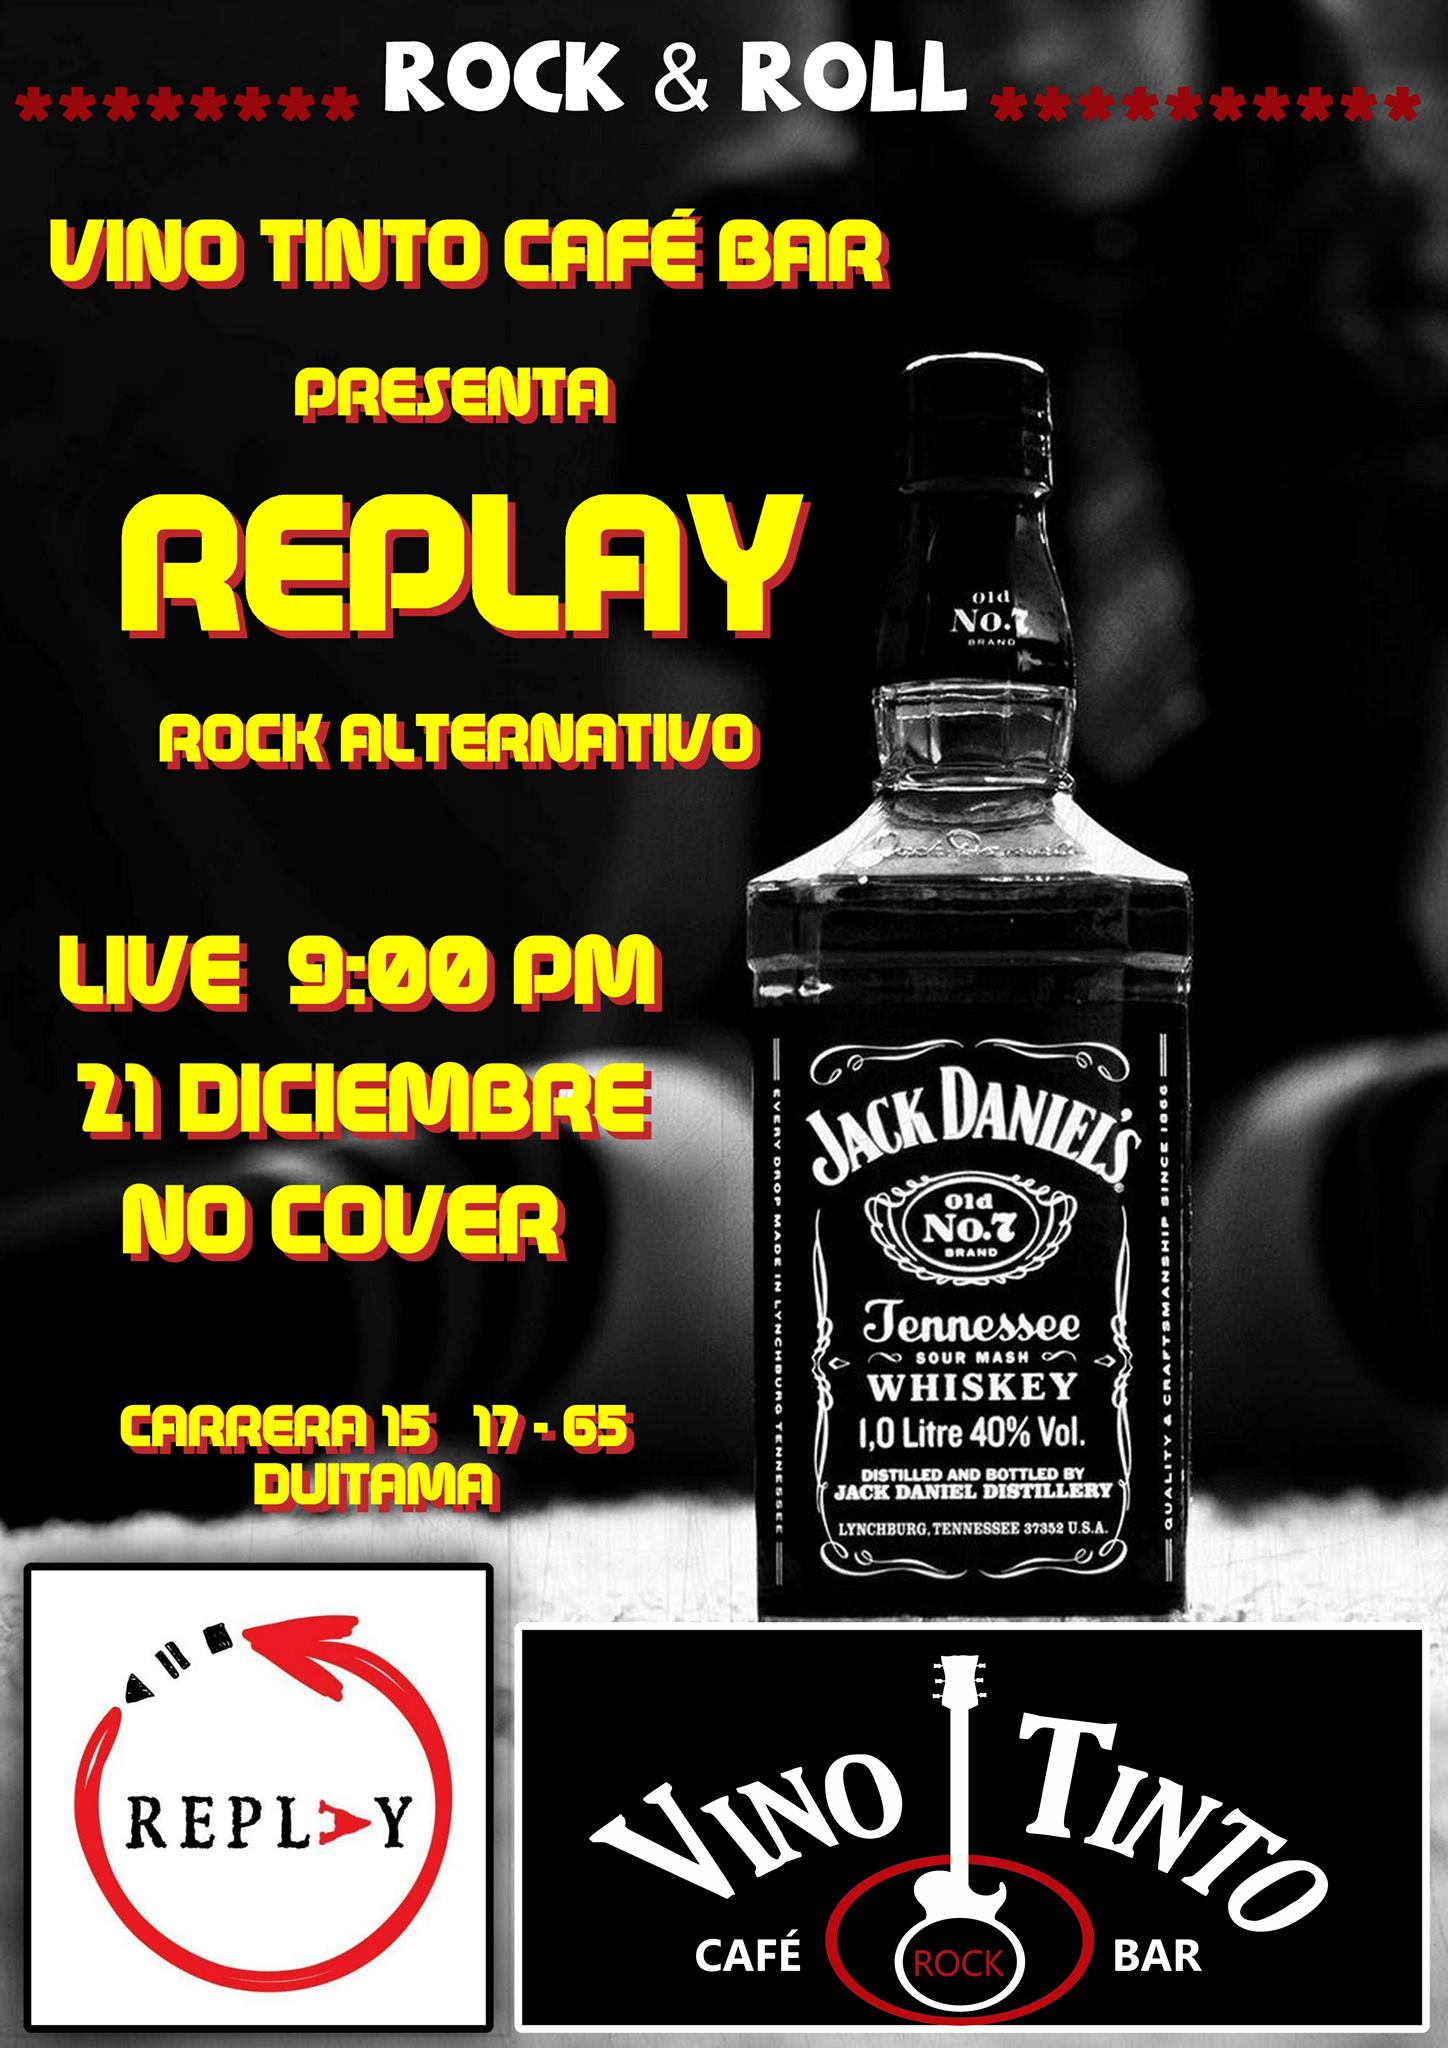 ******** ROCK & ROLL **********
VINO TINTO CAFÉ BAR
PRESENTA
REPLAY
ROCK ALTERNATIVO
LIVE 9:00 PM
21 DICIEMBRE
NO COVER
CARRERA 15 17 - 65
DUITAMA
Old
No.7
BRAND
Jack Daniel's
EVERY DROP MADE IN LYNCHBURG TENNESSEE
JACK DANIEL'S
Old
No.7
BRAND
Tennessee
SOUR MASH
WHISKEY
1,0 Litre 40% Vol.
DISTILLED AND BOTTLED BY
JACK DANIEL DISTILLERY
LYNCHBURG, TENNESSEE 37352 U.S.A.
QUALITY & CRAFTSMANSHIP SINCE 1866
REPLAY
VINO TINTO
CAFÉ ROCK BAR